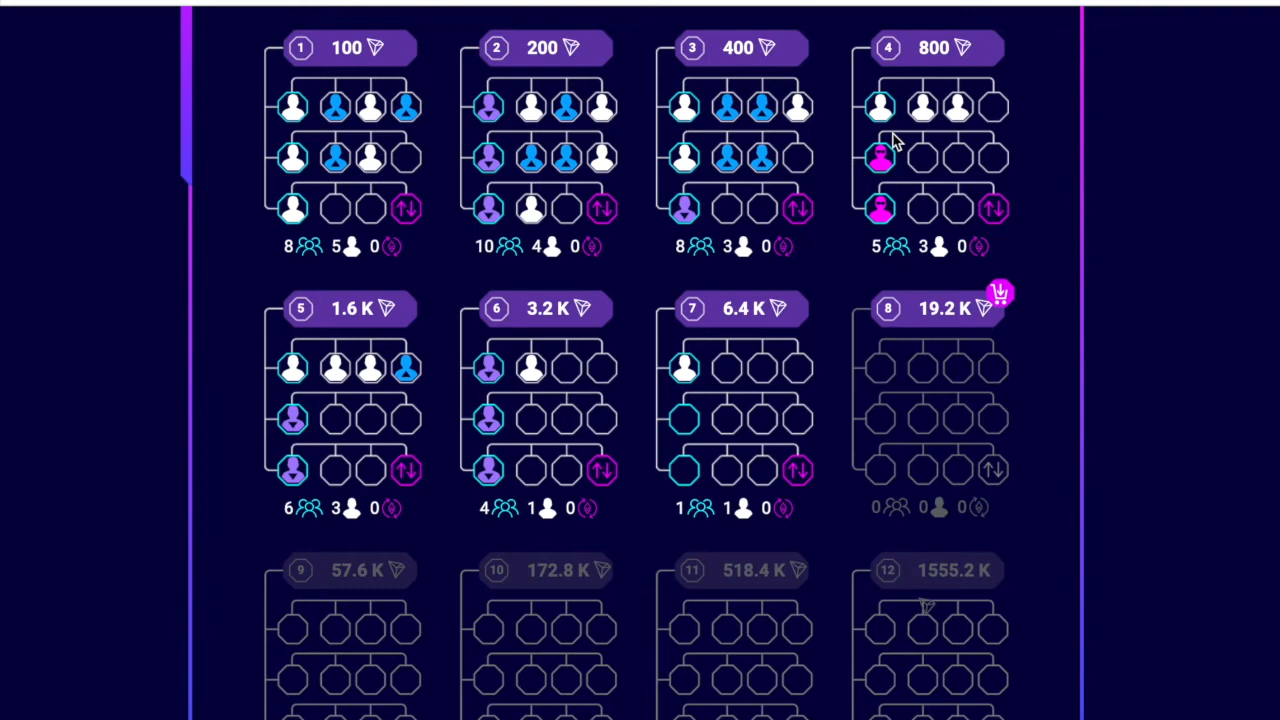 1 100
2 200
3 400
4 800
8 5 0
10 4 0
8 3 0
5 3 0
5 1.6 K
6 3.2 K
7 6.4 K
8 19.2 K
6 3 0
4 1 0
1 1 0
0 0 0
9 57.6 K
10 172.8 K
11 518.4 K
12 1555.2 K